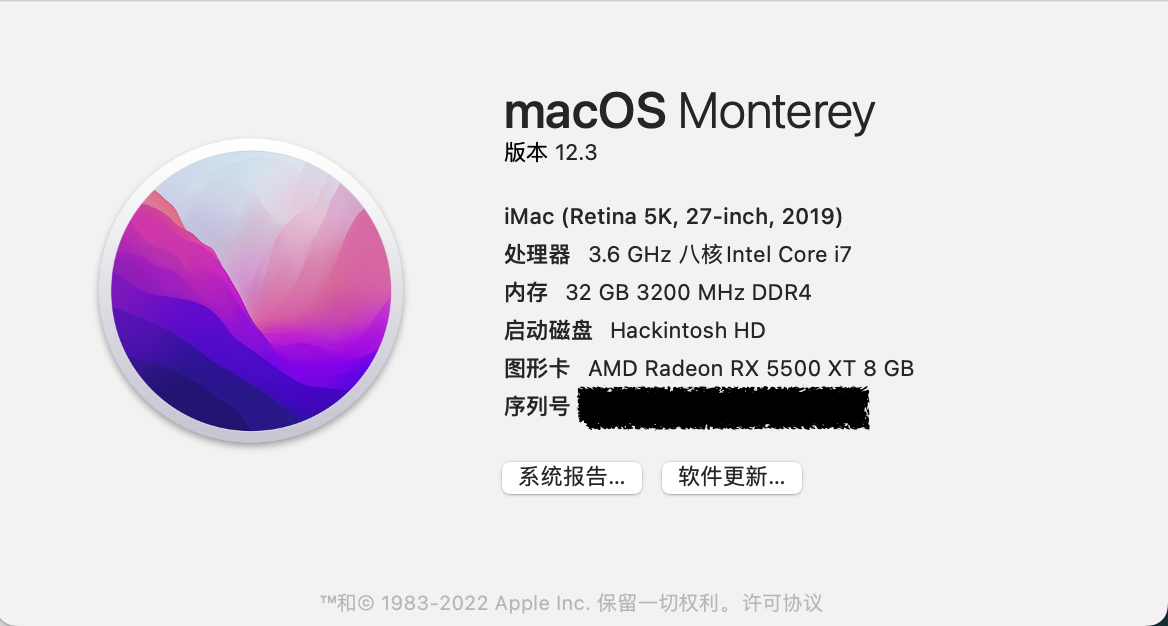 macOS Monterey
版本 12.3
iMac (Retina 5K, 27-inch, 2019)
处理器 3.6 GHz 八核Intel Core i7
内存 32 GB 3200 MHz DDR4
启动磁盘 Hackintosh HD
图形卡 AMD Radeon RX 5500 XT 8 GB
序列号
系统报告... 软件更新...
™和© 1983-2022 Apple Inc. 保留一切权利。许可协议